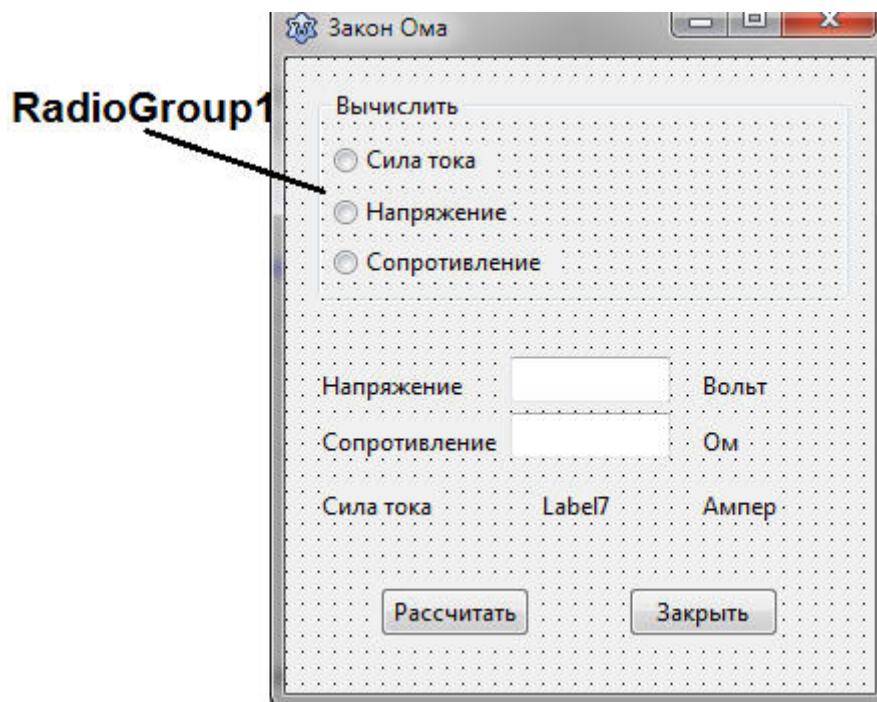 Закон Ома
RadioGroup1
Вычислить
Сила тока
Напряжение
Сопротивление
Напряжение Вольт
Сопротивление Ом
Сила тока Label7 Ампер
Рассчитать Закрыть